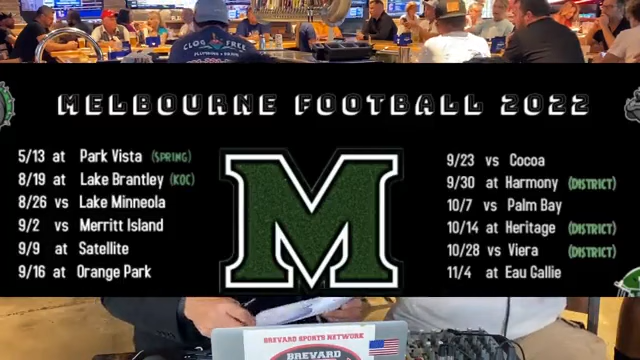 CLOG FREE
PLUMBING
MELBOURNE FOOTBALL 2022
5/13 at Park Vista (SPRING)
8/19 at Lake Brantley (KOC)
8/26 vs Lake Minneola
9/2 vs Merritt Island
9/9 at Satellite
9/16 at Orange Park
M
9/23 vs Cocoa
9/30 at Harmony (DISTRICT)
10/7 vs Palm Bay
10/14 at Heritage (DISTRICT)
10/28 vs Viera (DISTRICT)
11/4 at Eau Gallie
BREVARD SPORTS NETWORK
BREVARD